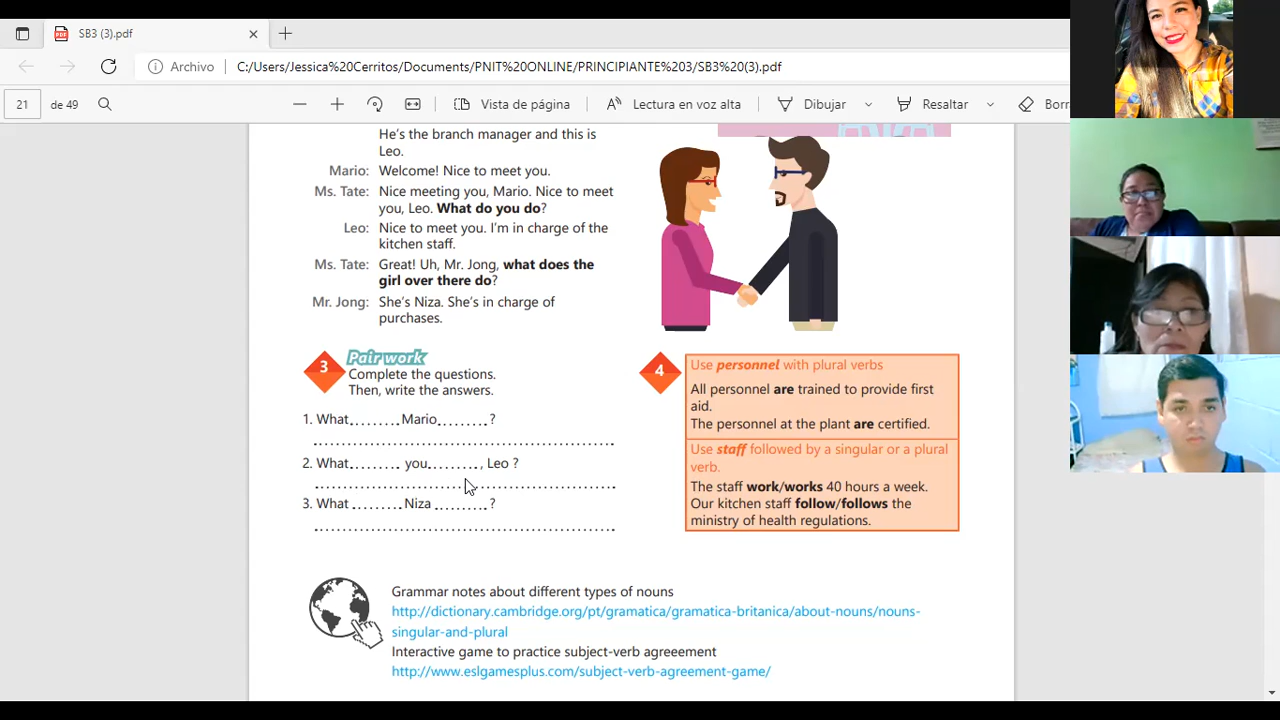 SB3 (3).pdf
Archivo
C:/Users/Jessica%20Cerritos/Documents/PNIT%20ONLINE/PRINCIPIANTE%203/SB3%20(3).pdf
21 de 49
Vista de página
Lectura en voz alta
Dibujar
Resaltar
Borr
He's the branch manager and this is
Leo.
Mario: Welcome! Nice to meet you.
Ms. Tate: Nice meeting you, Mario. Nice to meet
you, Leo. What do you do?
Leo: Nice to meet you. I'm in charge of the
kitchen staff.
Ms. Tate: Great! Uh, Mr. Jong, what does the
girl over there do?
Mr. Jong: She's Niza. She's in charge of
purchases.
3 Pair work
Complete the questions.
Then, write the answers.
1. What........ Mario........ ?
2. What........ you........, Leo ?
3. What ........ Niza ........ ?
4
Use personnel with plural verbs
All personnel are trained to provide first
aid.
The personnel at the plant are certified.
Use staff followed by a singular or a plural
verb.
The staff work/works 40 hours a week.
Our kitchen staff follow/follows the
ministry of health regulations.
Grammar notes about different types of nouns
http://dictionary.cambridge.org/pt/gramatica/gramatica-britanica/about-nouns/nouns-
singular-and-plural
Interactive game to practice subject-verb agreeement
http://www.eslgamesplus.com/subject-verb-agreement-game/